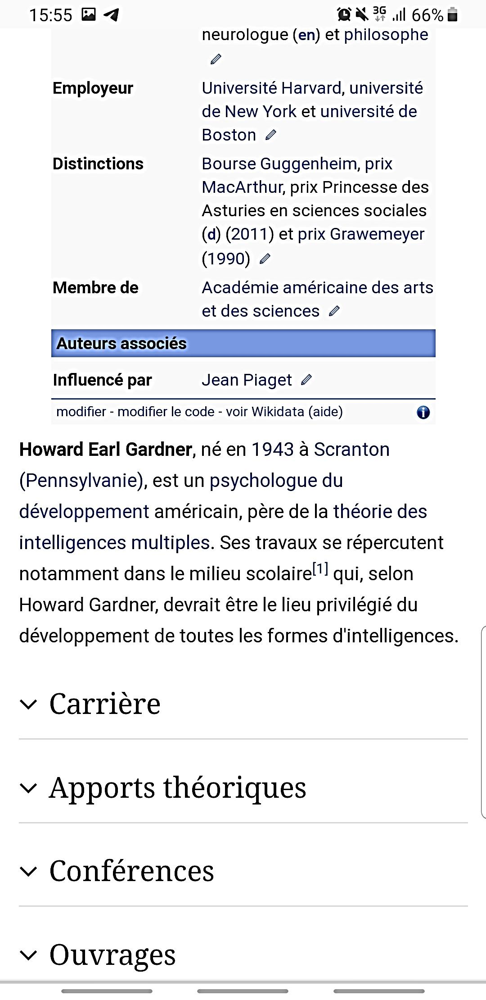 15:55 3G 66%
neurologue (en) et philosophe
Employeur Université Harvard, université
de New York et université de
Boston
Distinctions Bourse Guggenheim, prix
MacArthur, prix Princesse des
Asturies en sciences sociales
(d) (2011) et prix Grawemeyer
(1990)
Membre de Académie américaine des arts
et des sciences
Auteurs associés
Influencé par Jean Piaget
modifier - modifier le code - voir Wikidata (aide)
Howard Earl Gardner, né en 1943 à Scranton
(Pennsylvanie), est un psychologue du
développement américain, père de la théorie des
intelligences multiples. Ses travaux se répercutent
notamment dans le milieu scolaire[1] qui, selon
Howard Gardner, devrait être le lieu privilégié du
développement de toutes les formes d'intelligences.
Carrière
Apports théoriques
Conférences
Ouvrages